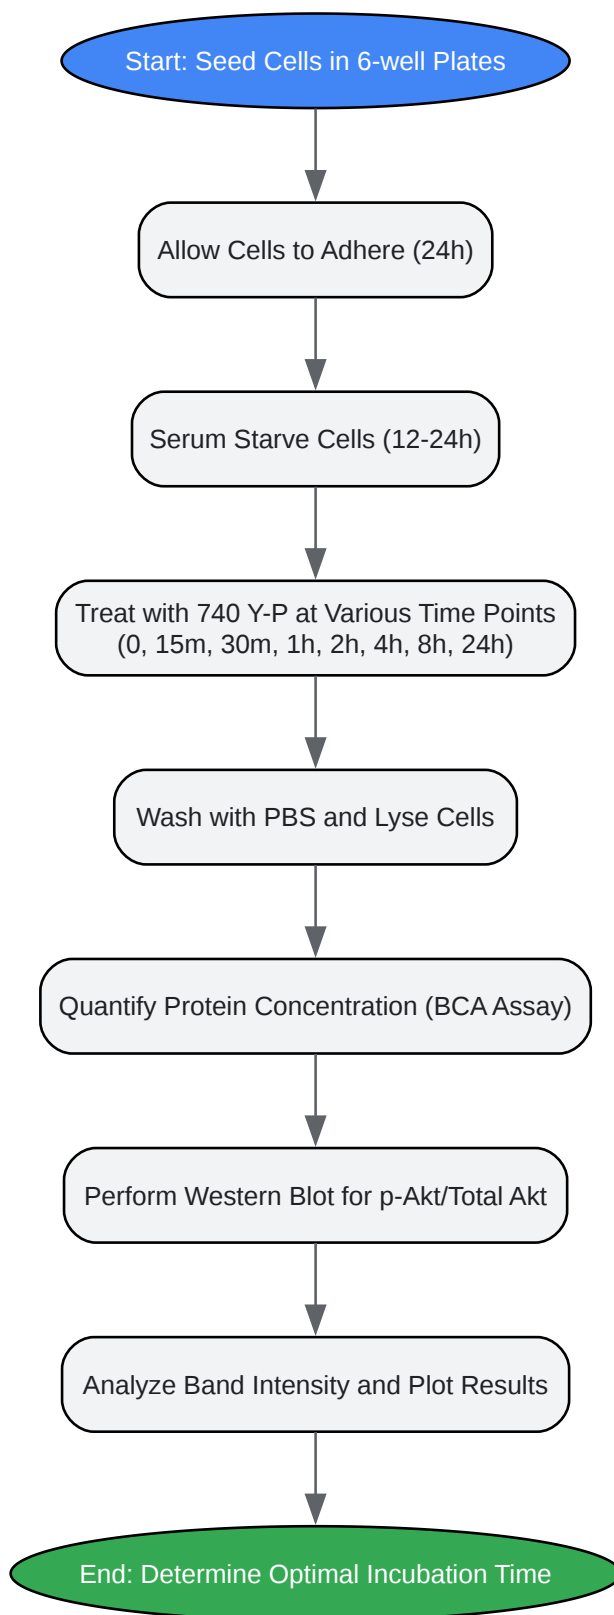 Start: Seed Cells in 6-well Plates
Allow Cells to Adhere (24h)
Serum Starve Cells (12-24h)
Treat with 740 Y-P at Various Time Points
(0, 15m, 30m, 1h, 2h, 4h, 8h, 24h)
Wash with PBS and Lyse Cells
Quantify Protein Concentration (BCA Assay)
Perform Western Blot for p-Akt/Total Akt
Analyze Band Intensity and Plot Results
End: Determine Optimal Incubation Time